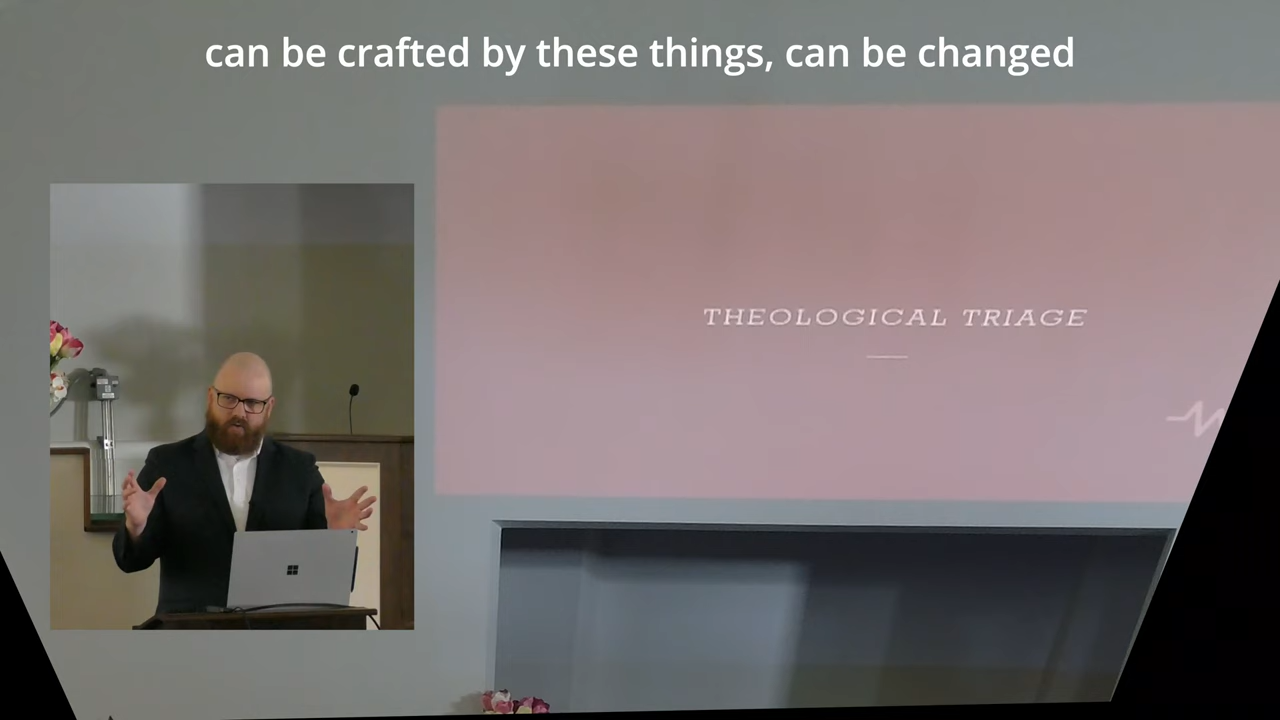 can be crafted by these things, can be changed
THEOLOGICAL TRIAGE